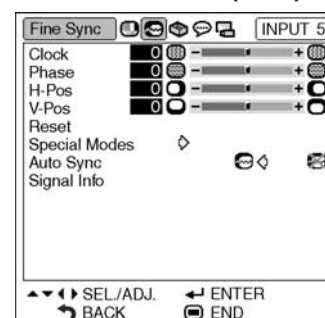 Fine Sync INPUT 5
Clock 0 - +
Phase 0 - +
H-Pos 0 - +
V-Pos 0 - +
Reset
Special Modes
Auto Sync
Signal Info
SEL./ADJ. ENTER
BACK END